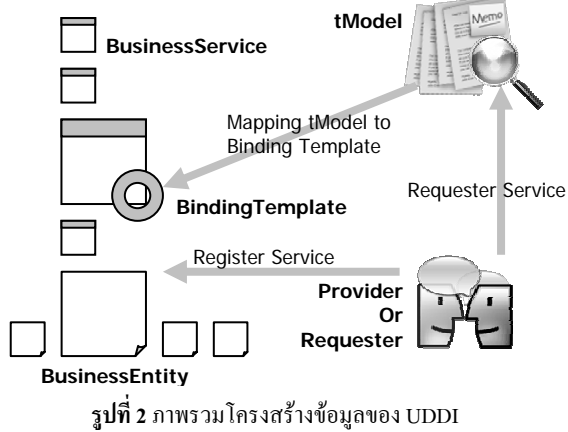 tModel
Memo
BusinessService
Mapping tModel to
Binding Template
Requester Service
BindingTemplate
Register Service
Provider
Or
Requester
BusinessEntity
รูปที่ 2 ภาพรวมโครงสร้างข้อมูลของ UDDI